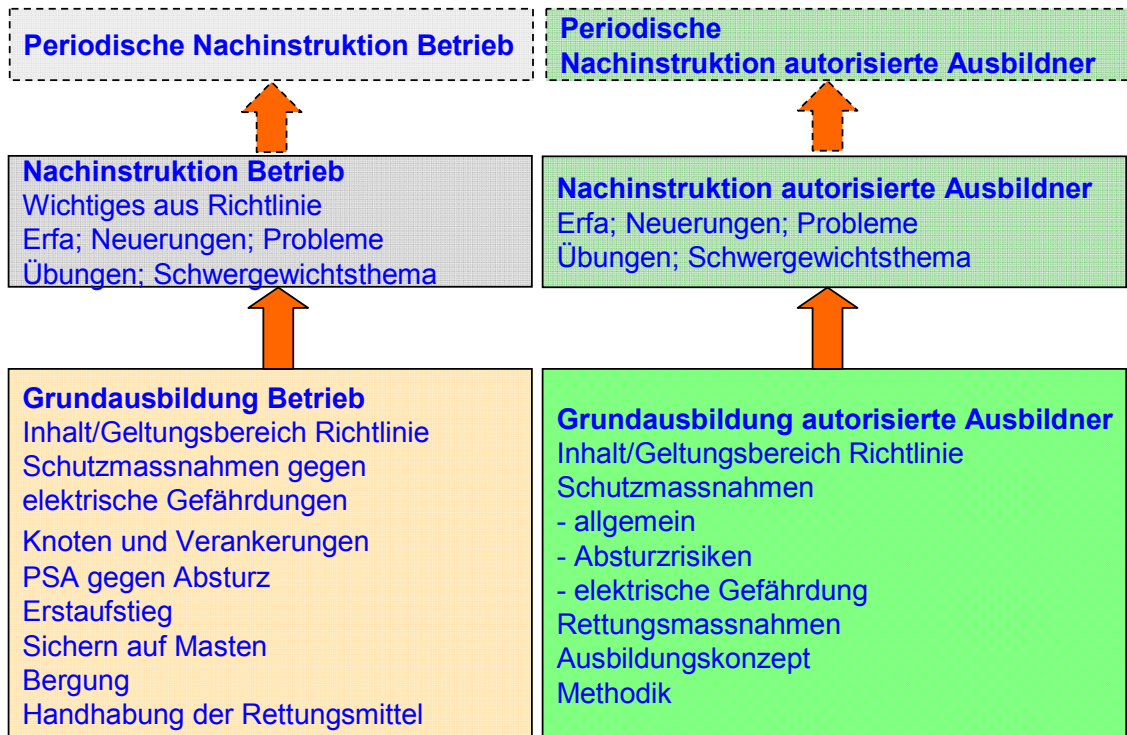 Periodische Nachinstruktion Betrieb
Periodische
Nachinstruktion autorisierte Ausbildner
Nachinstruktion Betrieb
Wichtiges aus Richtlinie
Erfa; Neuerungen; Probleme
Übungen; Schwergewichtsthema
Nachinstruktion autorisierte Ausbildner
Erfa; Neuerungen; Probleme
Übungen; Schwergewichtsthema
Grundausbildung Betrieb
Inhalt/Geltungsbereich Richtlinie
Schutzmassnahmen gegen
elektrische Gefährdungen
Knoten und Verankerungen
PSA gegen Absturz
Erstaufstieg
Sichern auf Masten
Bergung
Handhabung der Rettungsmittel
Grundausbildung autorisierte Ausbildner
Inhalt/Geltungsbereich Richtlinie
Schutzmassnahmen
- allgemein
- Absturzrisiken
- elektrische Gefährdung
Rettungsmassnahmen
Ausbildungskonzept
Methodik